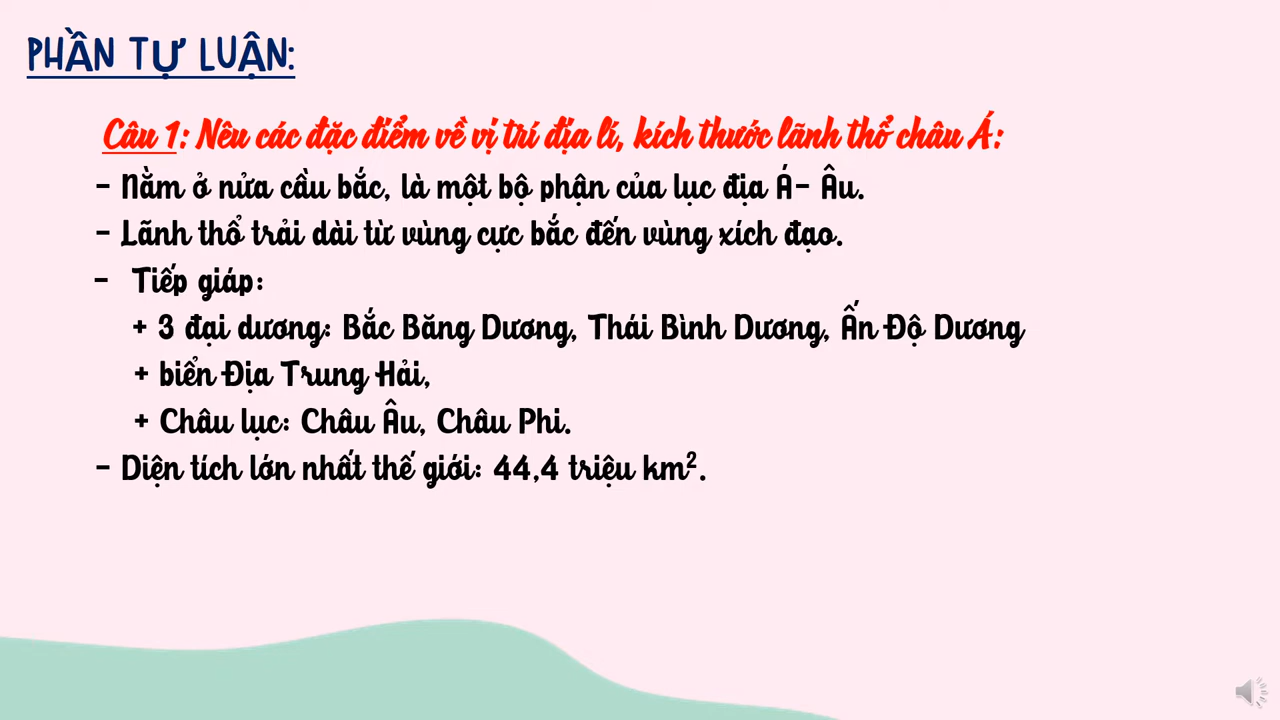 PHẦN TỰ LUẬN:
Câu 1: Nêu các đặc điểm về vị trí địa lí, kích thước lãnh thổ châu Á:
- Nằm ở nửa cầu bắc, là một bộ phận của lục địa Á- Âu.
- Lãnh thổ trải dài từ vùng cực bắc đến vùng xích đạo.
- Tiếp giáp:
+ 3 đại dương: Bắc Băng Dương, Thái Bình Dương, Ấn Độ Dương
+ biển Địa Trung Hải,
+ Châu lục: Châu Âu, Châu Phi.
- Diện tích lớn nhất thế giới: 44,4 triệu km².